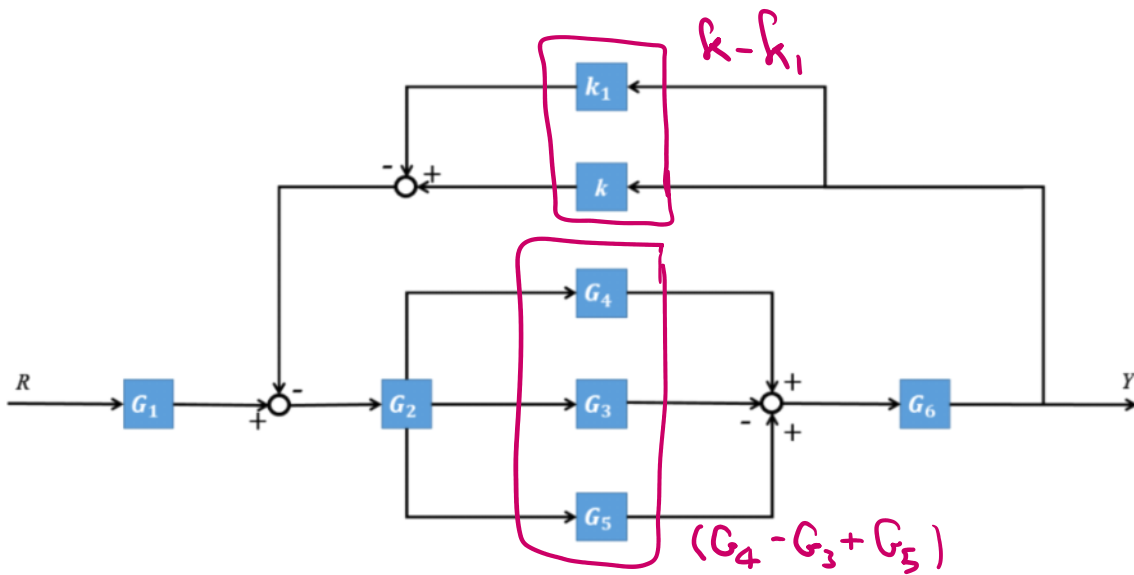 k - k₁
k₁
- +
k
G₄
R
G₁
-
+
G₂
G₃
+
-
+
G₆
Y
G₅
(G₄ - G₃ + G₅)